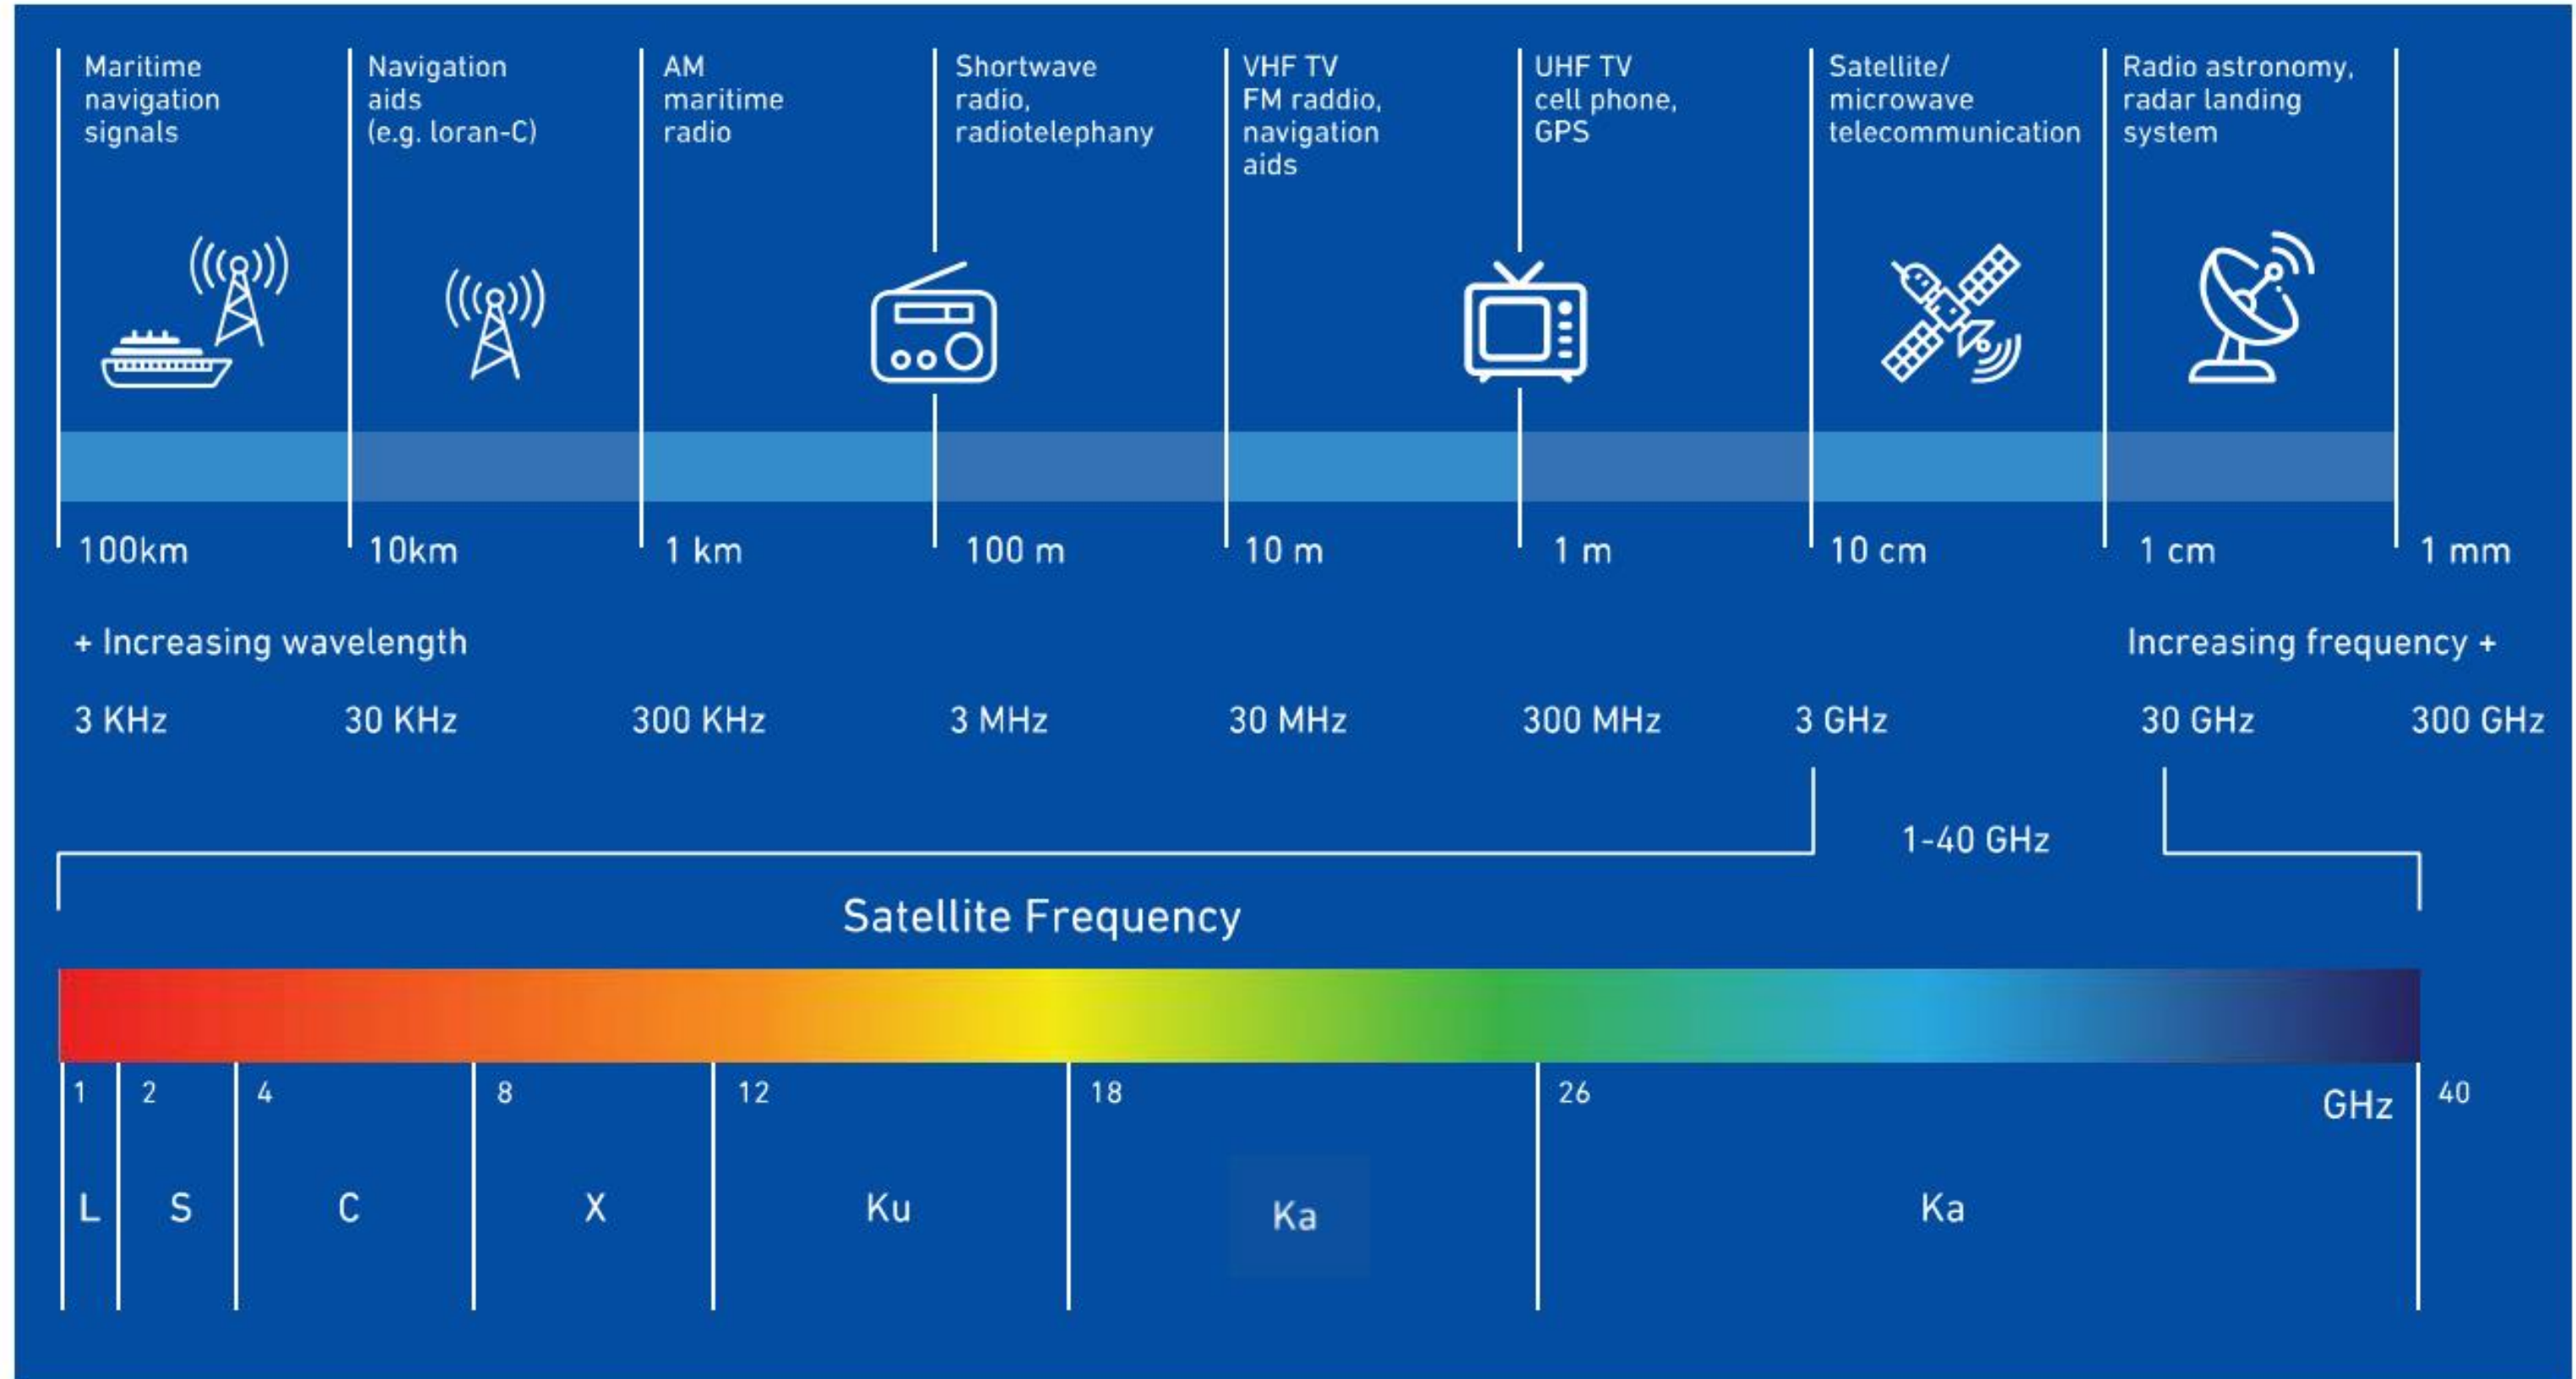 Maritime
navigation
signals
Navigation
aids
(e.g. loran-C)
AM
maritime
radio
Shortwave
radio,
radiotelephany
VHF TV
FM raddio,
navigation
aids
UHF TV
cell phone,
GPS
Satellite/
microwave
telecommunication
Radio astronomy,
radar landing
system
100km
10km
1 km
100 m
10 m
1 m
10 cm
1 cm
1 mm
+ Increasing wavelength
Increasing frequency +
3 KHz
30 KHz
300 KHz
3 MHz
30 MHz
300 MHz
3 GHz
30 GHz
300 GHz
1-40 GHz
Satellite Frequency
1
2
4
8
12
18
26
GHz
40
L
S
C
X
Ku
Ka
Ka